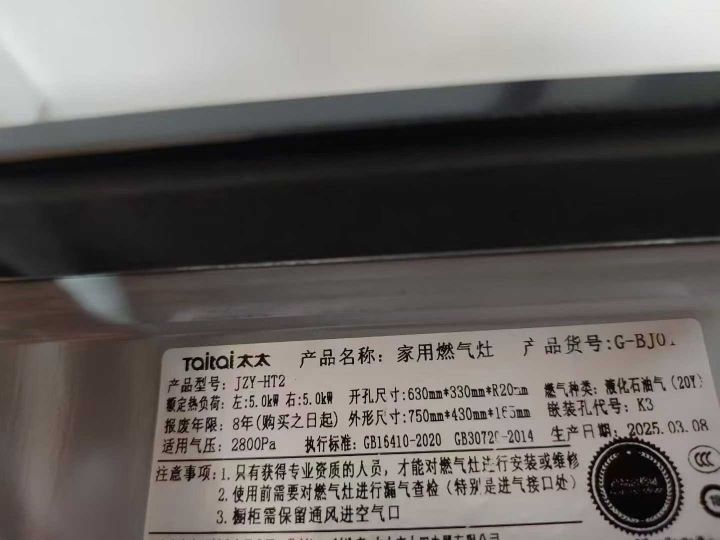 Taitai 太太 产品名称: 家用燃气灶 产品货号:G-BJ01
产品型号: JZY-HT2 开孔尺寸:630mm*330mm*R20mm 燃气种类: 液化石油气(20Y)
额定热负荷: 左:5.0kW 右:5.0kW 嵌装孔代号: K3
报废年限: 8年(购买之日起) 外形尺寸:750mm*430mm*165mm 生产日期: 2025.03.08
适用气压: 2800Pa 执行标准: GB16410-2020 GB30720-2014
注意事项:1.只有获得专业资质的人员,才能对燃气灶进行安装或维修
2.使用前需要对燃气灶进行漏气查检(特别是进气接口处)
3.橱柜需保留通风进空气口
CCC